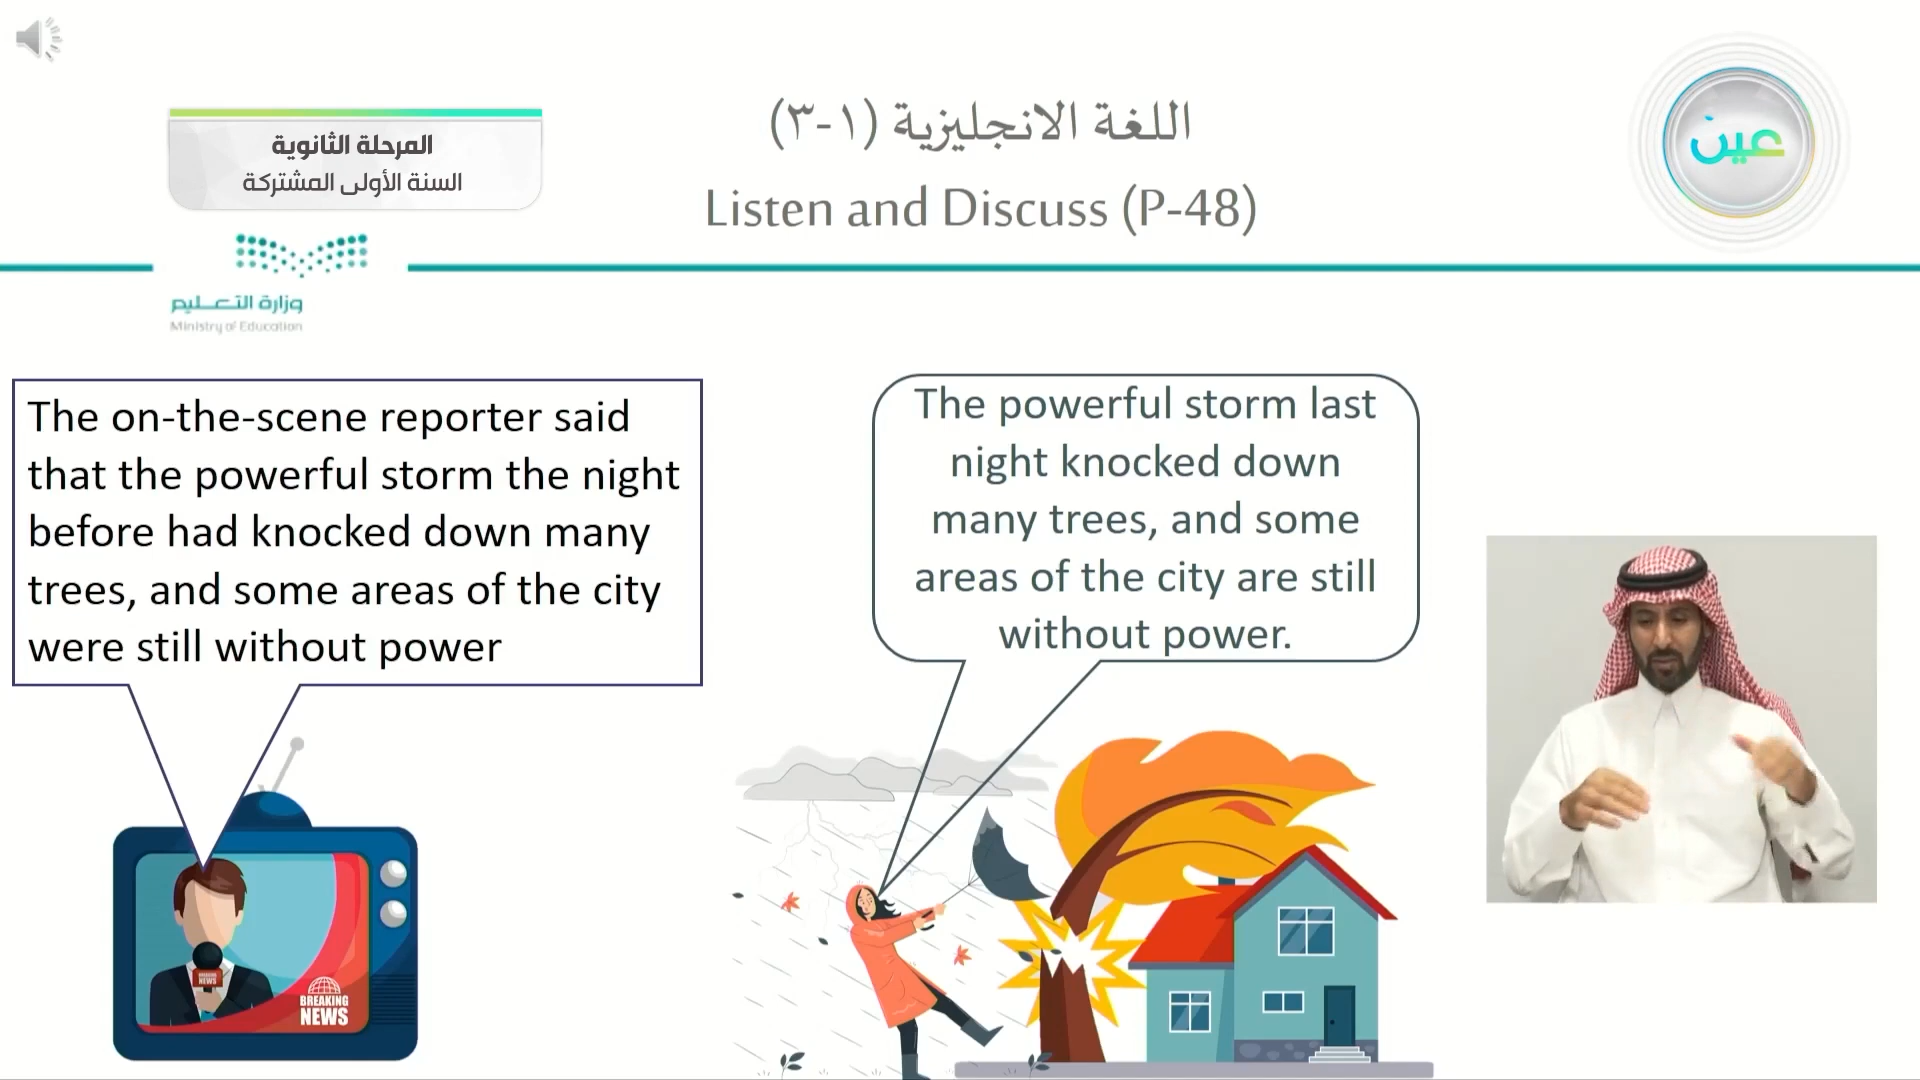 المرحلة الثانوية
السنة الأولى المشتركة
اللغة الانجليزية (١-٣)
Listen and Discuss (P-48)
عين
وزارة التعليم
Ministry of Education
The on-the-scene reporter said
that the powerful storm the night
before had knocked down many
trees, and some areas of the city
were still without power
The powerful storm last
night knocked down
many trees, and some
areas of the city are still
without power.
BREAKING
NEWS
BREAKING
NEWS